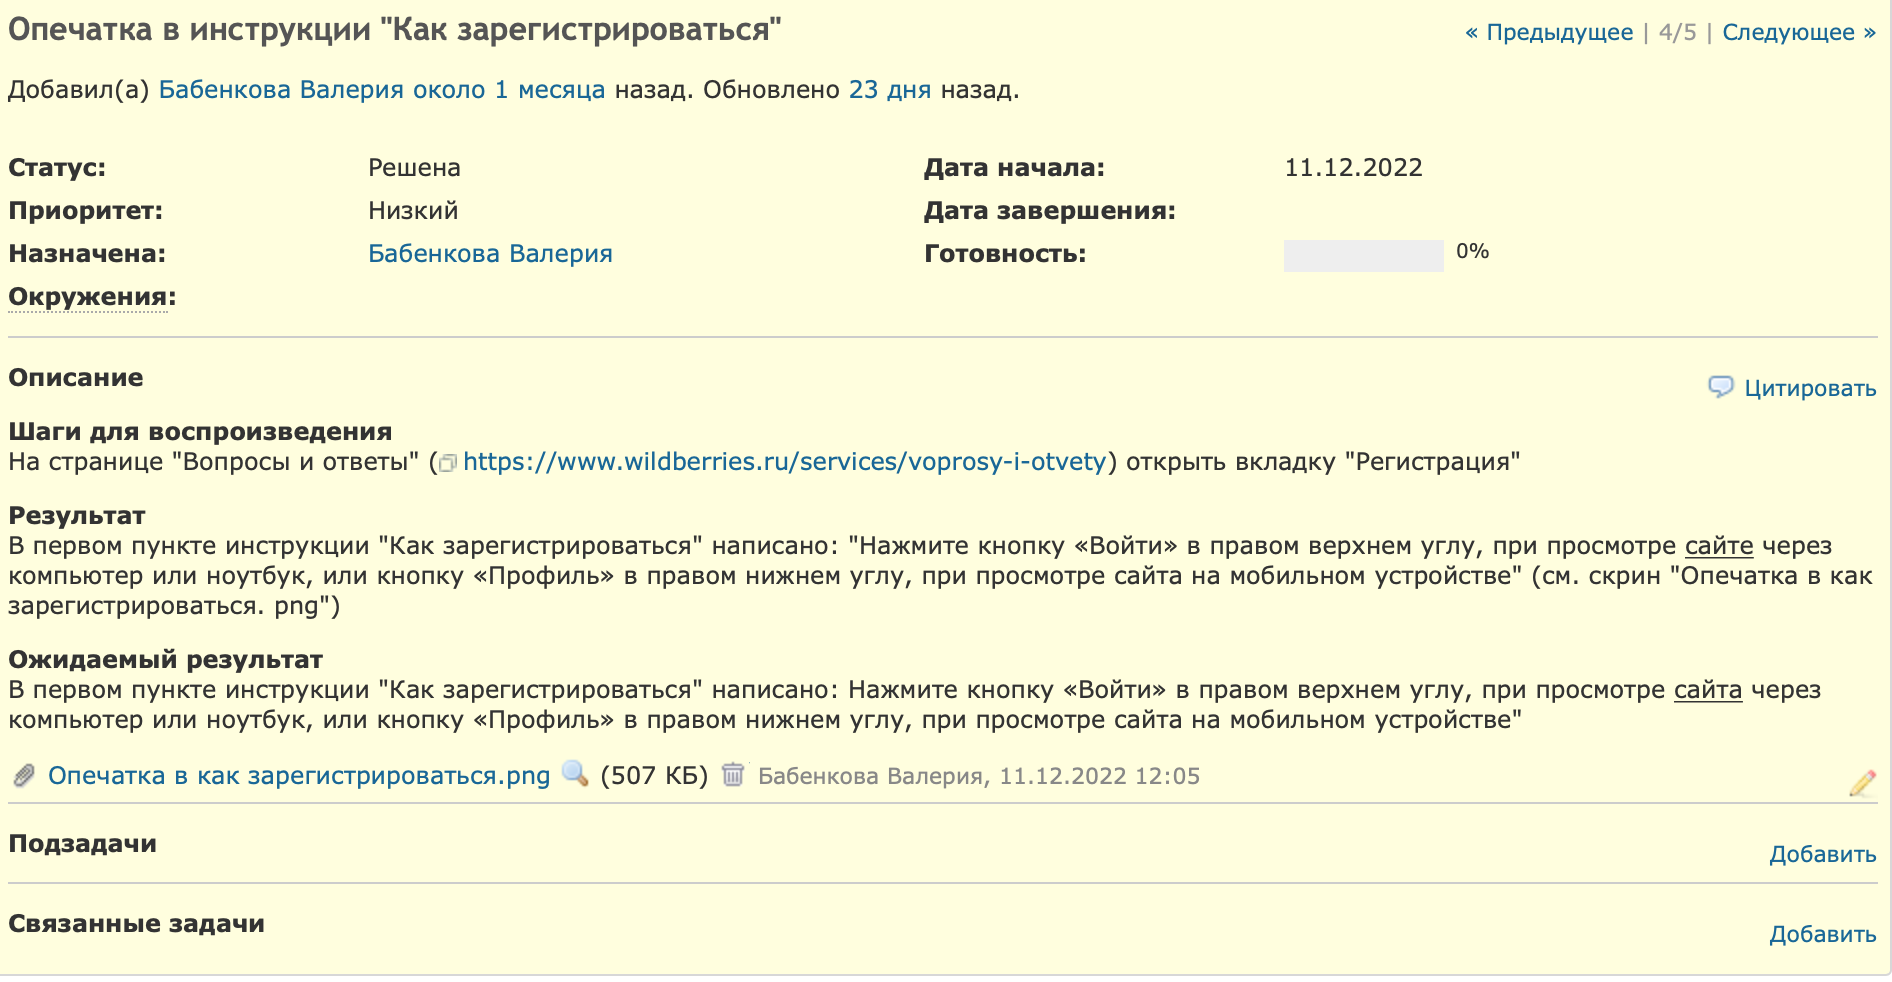 Опечатка в инструкции "Как зарегистрироваться"
« Предыдущее | 4/5 | Следующее »
Добавил(а) Бабенкова Валерия около 1 месяца назад. Обновлено 23 дня назад.
Статус: Решена Дата начала: 11.12.2022
Приоритет: Низкий Дата завершения:
Назначена: Бабенкова Валерия Готовность: 0%
Окружения:
Описание
Цитировать
Шаги для воспроизведения
На странице "Вопросы и ответы" (https://www.wildberries.ru/services/voprosy-i-otvety) открыть вкладку "Регистрация"
Результат
В первом пункте инструкции "Как зарегистрироваться" написано: "Нажмите кнопку «Войти» в правом верхнем углу, при просмотре сайте через
компьютер или ноутбук, или кнопку «Профиль» в правом нижнем углу, при просмотре сайта на мобильном устройстве" (см. скрин "Опечатка в как
зарегистрироваться. png")
Ожидаемый результат
В первом пункте инструкции "Как зарегистрироваться" написано: Нажмите кнопку «Войти» в правом верхнем углу, при просмотре сайта через
компьютер или ноутбук, или кнопку «Профиль» в правом нижнем углу, при просмотре сайта на мобильном устройстве"
Опечатка в как зарегистрироваться.png (507 КБ) Бабенкова Валерия, 11.12.2022 12:05
Подзадачи
Добавить
Связанные задачи
Добавить